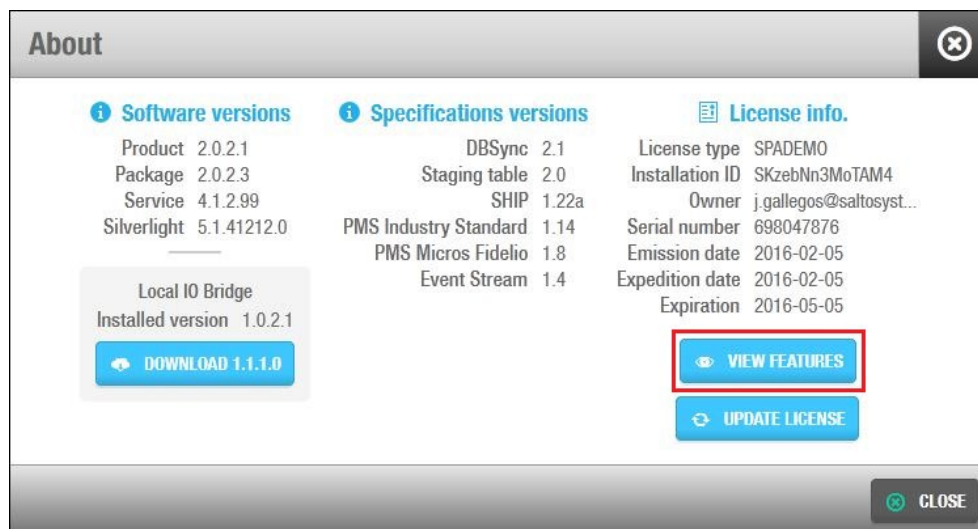 About
Software versions
Product 2.0.2.1
Package 2.0.2.3
Service 4.1.2.99
Silverlight 5.1.41212.0
Local IO Bridge
Installed version 1.0.2.1
DOWNLOAD 1.1.1.0
Specifications versions
DBSync 2.1
Staging table 2.0
SHIP 1.22a
PMS Industry Standard 1.14
PMS Micros Fidelio 1.8
Event Stream 1.4
License info.
License type SPADEMO
Installation ID SKzebNn3MoTAM4
Owner j.gallegos@saltosyst...
Serial number 698047876
Emission date 2016-02-05
Expedition date 2016-02-05
Expiration 2016-05-05
VIEW FEATURES
UPDATE LICENSE
CLOSE